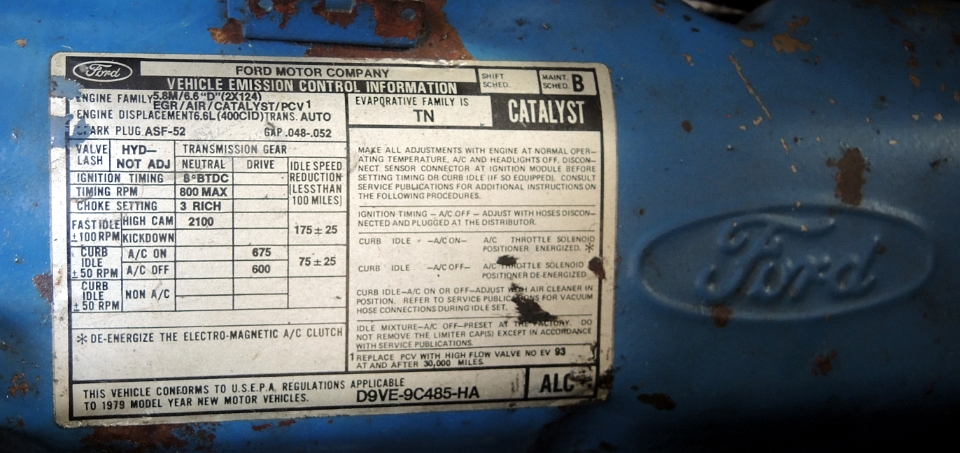 Ford
FORD MOTOR COMPANY
VEHICLE EMISSION CONTROL INFORMATION
SHIFT SCHED.
MAINT. SCHED. B
ENGINE FAMILY 5.8M/6.6"D"(2X124)
EGR/AIR/CATALYST/PCV1
ENGINE DISPLACEMENT 6.6L(400CID) TRANS. AUTO
PARK PLUG ASF-52 GAP .048-.052
EVAPORATIVE FAMILY IS
TN
CATALYST
VALVE LASH HYD- NOT ADJ
TRANSMISSION GEAR
NEUTRAL DRIVE
IDLE SPEED REDUCTION (LESS THAN 100 MILES)
IGNITION TIMING 8°BTDC
TIMING RPM 800 MAX
CHOKE SETTING 3 RICH
FAST IDLE ±100 RPM HIGH CAM 2100
KICKDOWN
175±25
CURB IDLE ±50 RPM A/C ON 675
A/C OFF 600
75±25
CURB IDLE ±50 RPM NON A/C
* DE-ENERGIZE THE ELECTRO-MAGNETIC A/C CLUTCH
MAKE ALL ADJUSTMENTS WITH ENGINE AT NORMAL OPER-
ATING TEMPERATURE, A/C AND HEADLIGHTS OFF. DISCON-
NECT. SENSOR CONNECTOR AT IGNITION MODULE BEFORE
SETTING TIMING OR CURB IDLE (IF SO EQUIPPED). CONSULT
SERVICE PUBLICATIONS FOR ADDITIONAL INSTRUCTIONS ON
THE FOLLOWING PROCEDURES.
IGNITION TIMING – A/C OFF – ADJUST WITH HOSES DISCON-
NECTED AND PLUGGED AT THE DISTRIBUTOR.
CURB IDLE –A/C ON– A/C THROTTLE SOLENOID
POSITIONER ENERGIZED. *
CURB IDLE –A/C OFF– A/C THROTTLE SOLENOID
POSITIONER DE-ENERGIZED
CURB IDLE–A/C ON OR OFF–ADJUST WITH AIR CLEANER IN
POSITION. REFER TO SERVICE PUBLICATIONS FOR VACUUM
HOSE CONNECTIONS DURING IDLE SET.
IDLE MIXTURE–A/C OFF–PRESET AT THE FACTORY. DO
NOT REMOVE THE LIMITER CAP(S) EXCEPT IN ACCORDANCE
WITH SERVICE PUBLICATIONS.
1 REPLACE PCV WITH HIGH FLOW VALVE NO EV 93
AT AND AFTER 30,000 MILES.
THIS VEHICLE CONFORMS TO U.S.E.P.A. REGULATIONS APPLICABLE
TO 1979 MODEL YEAR NEW MOTOR VEHICLES.
D9VE-9C485-HA
ALC
Ford